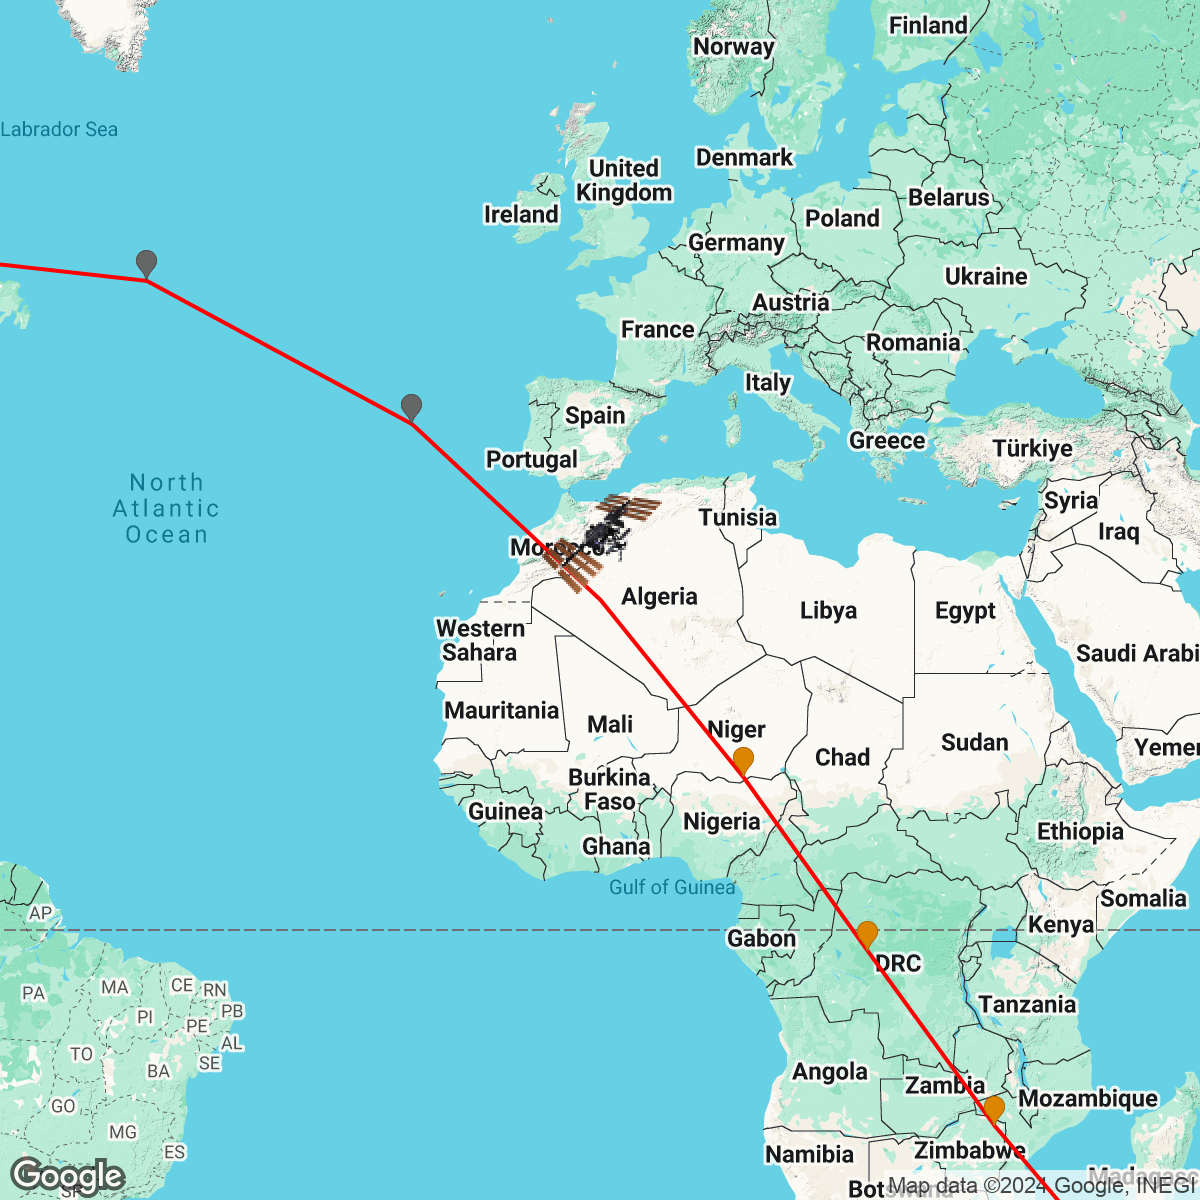 Finland
Norway
Labrador Sea
Denmark
United
Kingdom
Belarus
Ireland
Poland
Germany
Ukraine
Austria
France
Romania
Italy
Spain
Greece
Türkiye
Portugal
North
Atlantic
Ocean
Syria
Tunisia
Iraq
Morocco
Algeria
Libya
Egypt
Western
Sahara
Saudi Arabi
Mauritania
Mali
Niger
Sudan
Yemen
Chad
Burkina
Faso
Guinea
Nigeria
Ethiopia
Ghana
Gulf of Guinea
Somalia
AP
Kenya
Gabon
DRC
PA
MA
CE
RN
PB
PI
PE
AL
Tanzania
TO
BA
SE
Angola
Zambia
Mozambique
GO
MG
ES
Namibia
Zimbabwe
Botswana
Madagasc
SP
Google
Map data ©2024 Google, INEGI